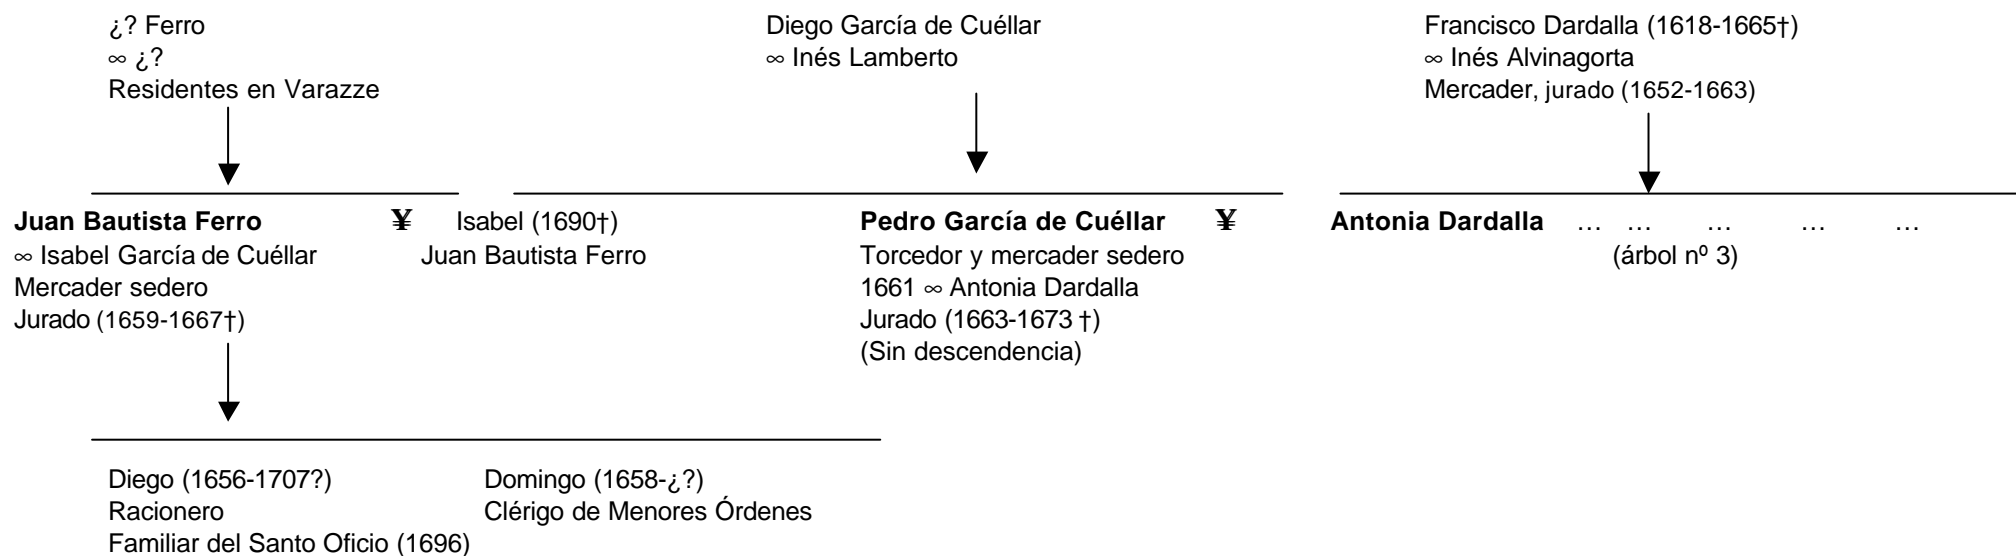 ¿? Ferro
∞ ¿?
Residentes en Varazze
Diego García de Cuéllar
∞ Inés Lamberto
Francisco Dardalla (1618-1665†)
∞ Inés Alvinagorta
Mercader, jurado (1652-1663)
Juan Bautista Ferro ¥
∞ Isabel García de Cuéllar
Mercader sedero
Jurado (1659-1667†)
Isabel (1690†)
Juan Bautista Ferro
Pedro García de Cuéllar ¥
Torcedor y mercader sedero
1661 ∞ Antonia Dardalla
Jurado (1663-1673 †)
(Sin descendencia)
Antonia Dardalla … … … … …
(árbol nº 3)
Diego (1656-1707?)
Racionero
Familiar del Santo Oficio (1696)
Domingo (1658-¿?)
Clérigo de Menores Órdenes